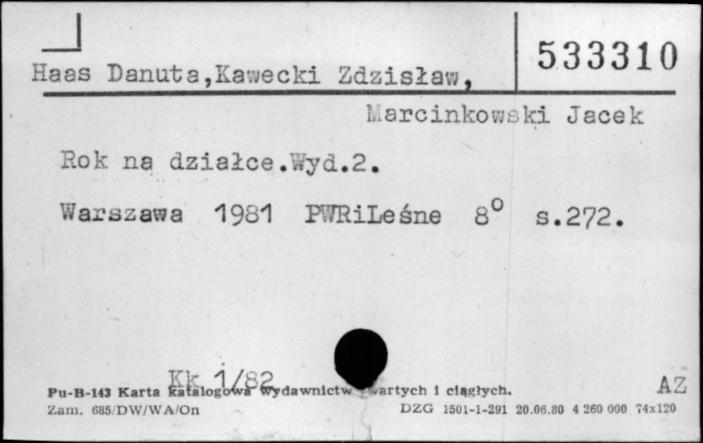 533310
Haas Danuta,Kawecki Zdzisław,
Marcinkowski Jacek
Rok na działce.Wyd.2.
Warszawa 1981 PWRiLeśne 8° s.272.
Kk 1/82
AZ
Pu-B-143 Karta katalogowa wydawnictw i ciągłych.
Zam. 685/DW/WA/On DZG 1501-1-291 20.06.80 4 260 000 74x120